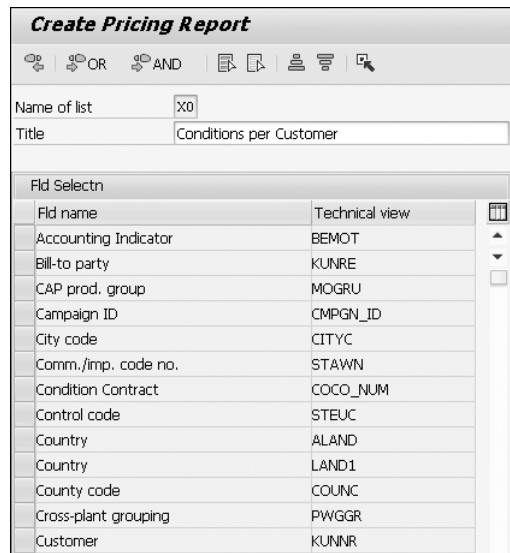 Create Pricing Report
OR AND
Name of list X0
Title Conditions per Customer
Fld Selectn
Fld name Technical view
Accounting Indicator BEMOT
Bill-to party KUNRE
CAP prod. group MOGRU
Campaign ID CMPGN_ID
City code CITYC
Comm./imp. code no. STAWN
Condition Contract COCO_NUM
Control code STEUC
Country ALAND
Country LAND1
County code COUNC
Cross-plant grouping PWGGR
Customer KUNNR